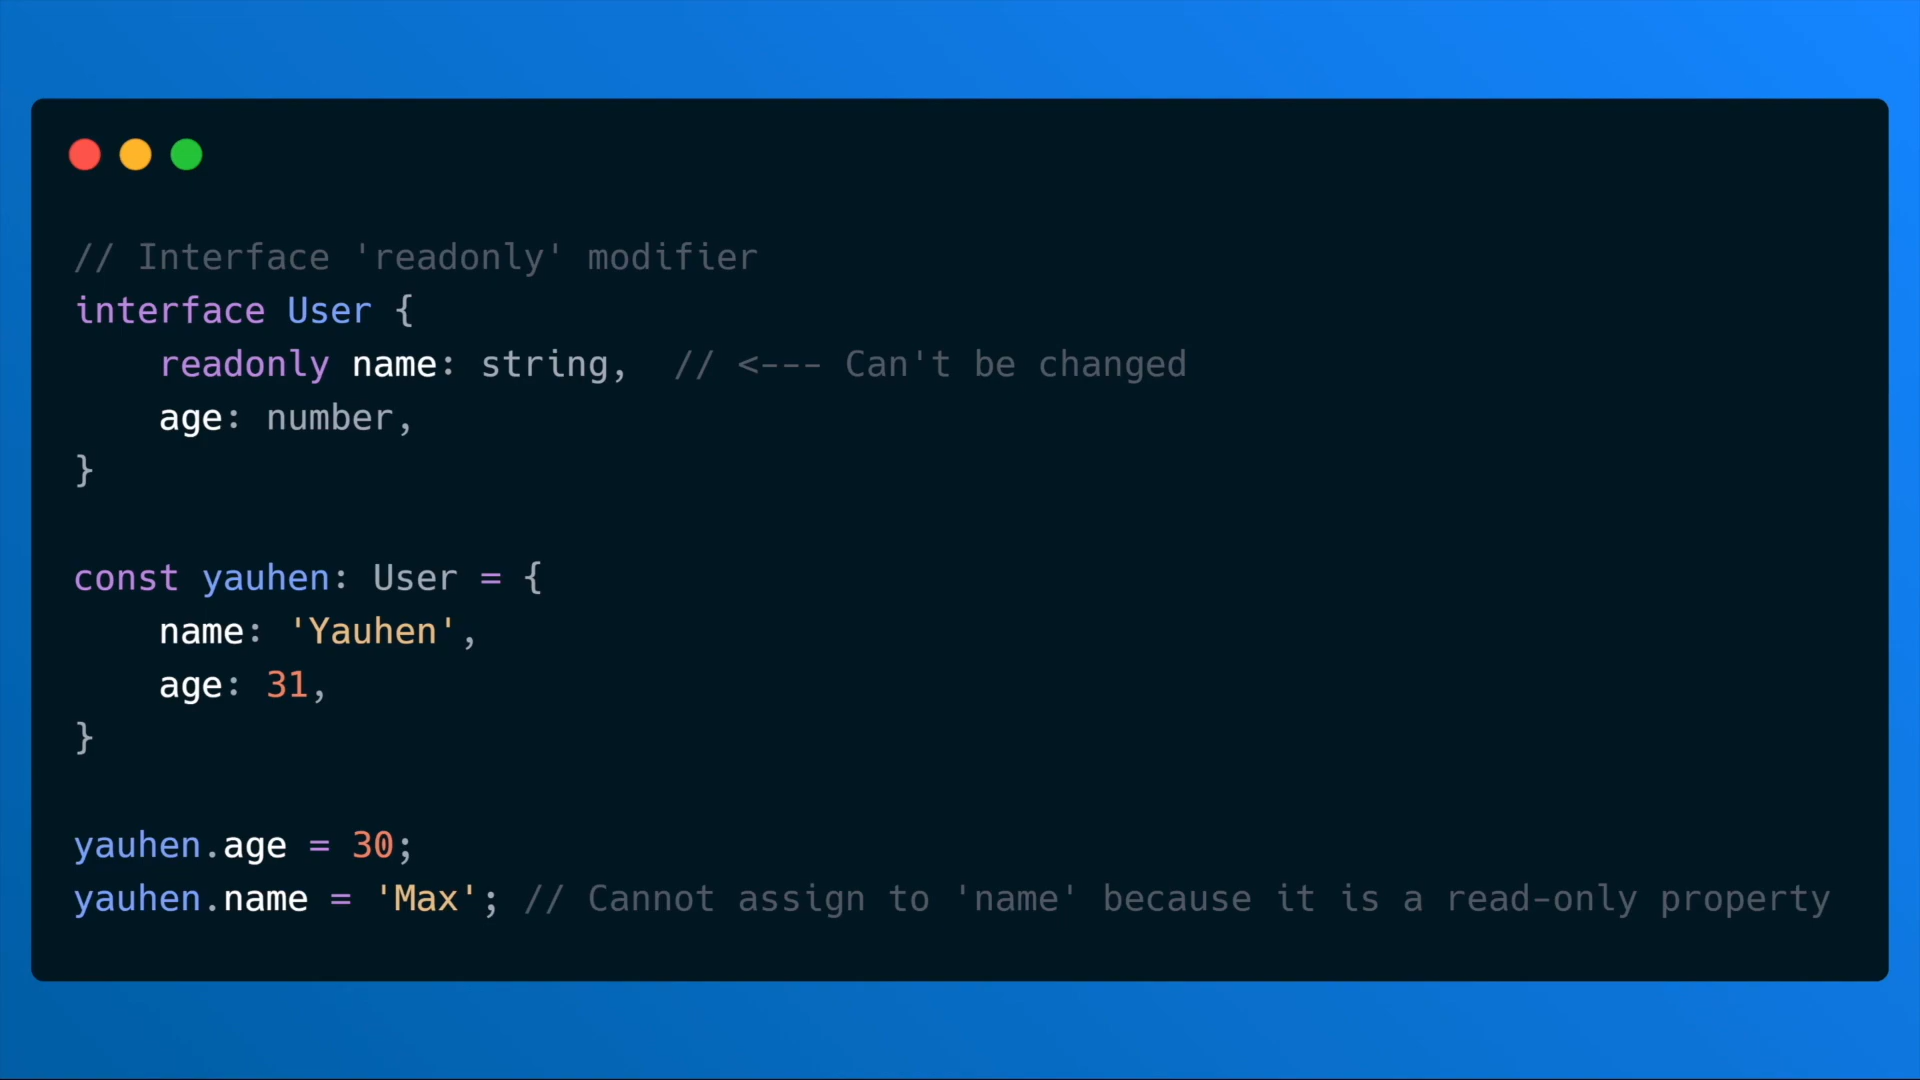 // Interface 'readonly' modifier
interface User {
    readonly name: string,  // <--- Can't be changed
    age: number,
}
const yauhen: User = {
    name: 'Yauhen',
    age: 31,
}
yauhen.age = 30;
yauhen.name = 'Max'; // Cannot assign to 'name' because it is a read-only property